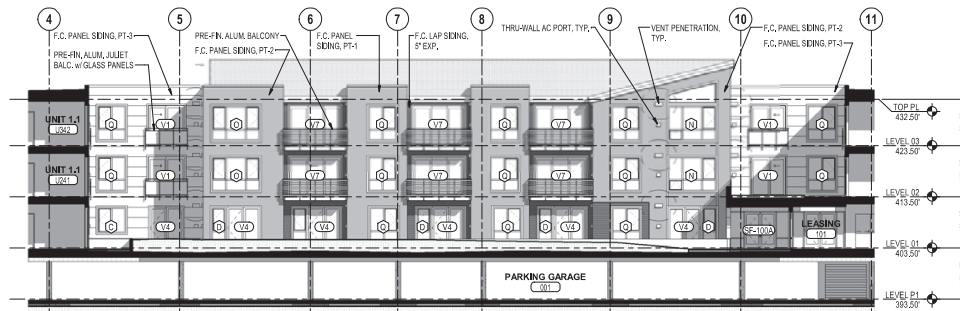 4
5
6
7
8
9
10
11
F.C. PANEL SIDING, PT-3
PRE-FIN, ALUM, JULIET
BALC. w/ GLASS PANELS
PRE-FIN. ALUM. BALCONY
F.C. PANEL SIDING, PT-2
F.C. PANEL
SIDING, PT-1
F.C. LAP SIDING,
5" EXP.
THRU-WALL AC PORT, TYP.
VENT PENETRATION,
TYP.
F.C. PANEL SIDING, PT-2
F.C. PANEL SIDING, PT-3
TOP PL
432.50'
UNIT 1.1
U342
Q
V1
Q
V7
Q
V7
V7
Q
N
V1
Q
LEVEL 03
423.50'
UNIT 1.1
U241
Q
V1
Q
V7
Q
V7
V7
Q
N
V1
Q
LEVEL 02
413.50'
Q
V4
D
V4
V4
Q
D
V4
V4
Q
V4
D
SF-100A
LEASING
101
LEVEL 01
403.50'
PARKING GARAGE
001
LEVEL P1
393.50'